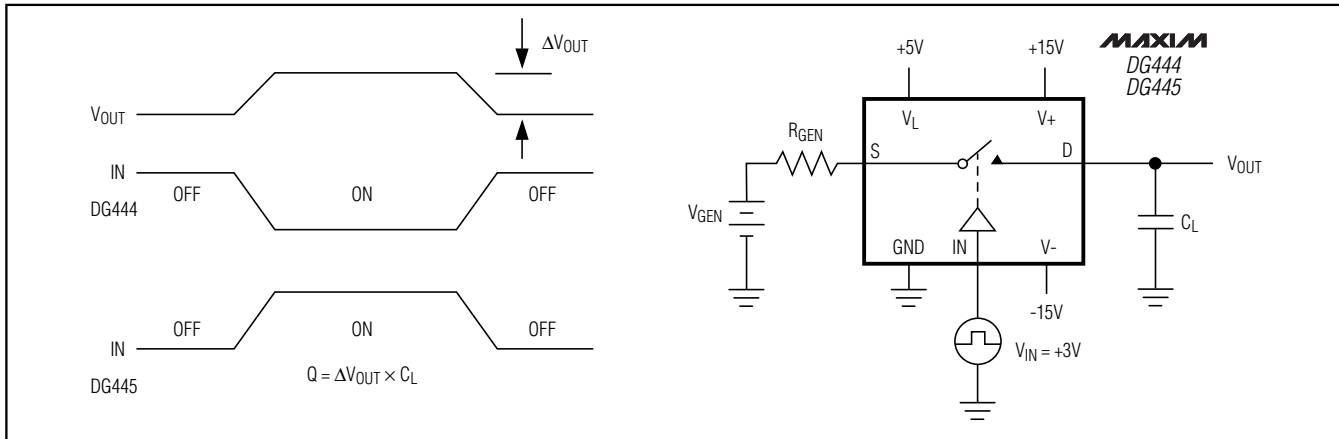 ΔVOUT
VOUT
IN
OFF
ON
OFF
DG444
OFF
ON
OFF
IN
DG445
Q = ΔVOUT × CL
+5V
+15V
MAXIM
DG444
DG445
VL
V+
RGEN
S
D
VOUT
VGEN
CL
GND
IN
V-
-15V
VIN = +3V